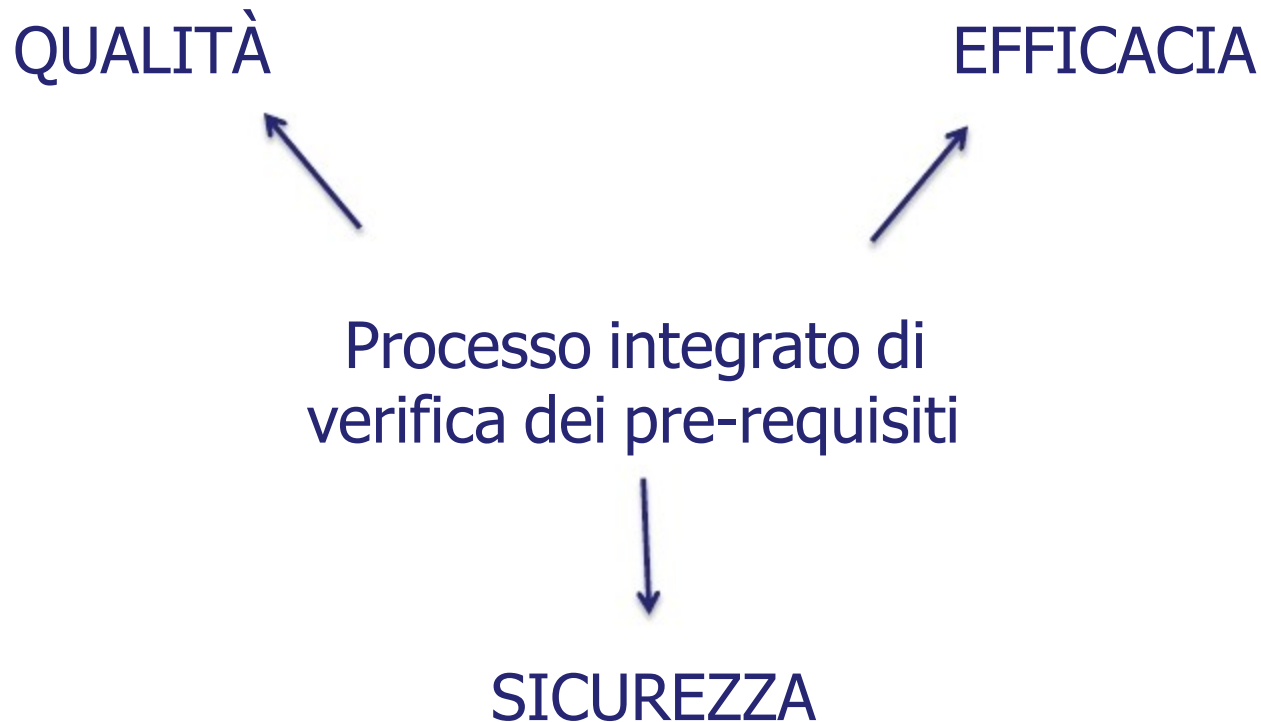 QUALITÀ
EFFICACIA
Processo integrato di
verifica dei pre-requisiti
SICUREZZA